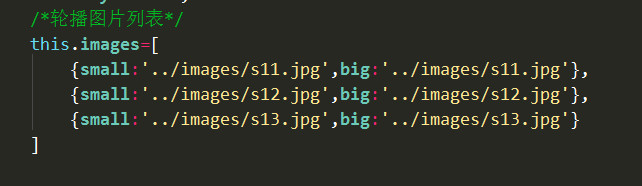 /*轮播图片列表*/
this.images=[
{small:'../images/s11.jpg',big:'../images/s11.jpg'},
{small:'../images/s12.jpg',big:'../images/s12.jpg'},
{small:'../images/s13.jpg',big:'../images/s13.jpg'}
]